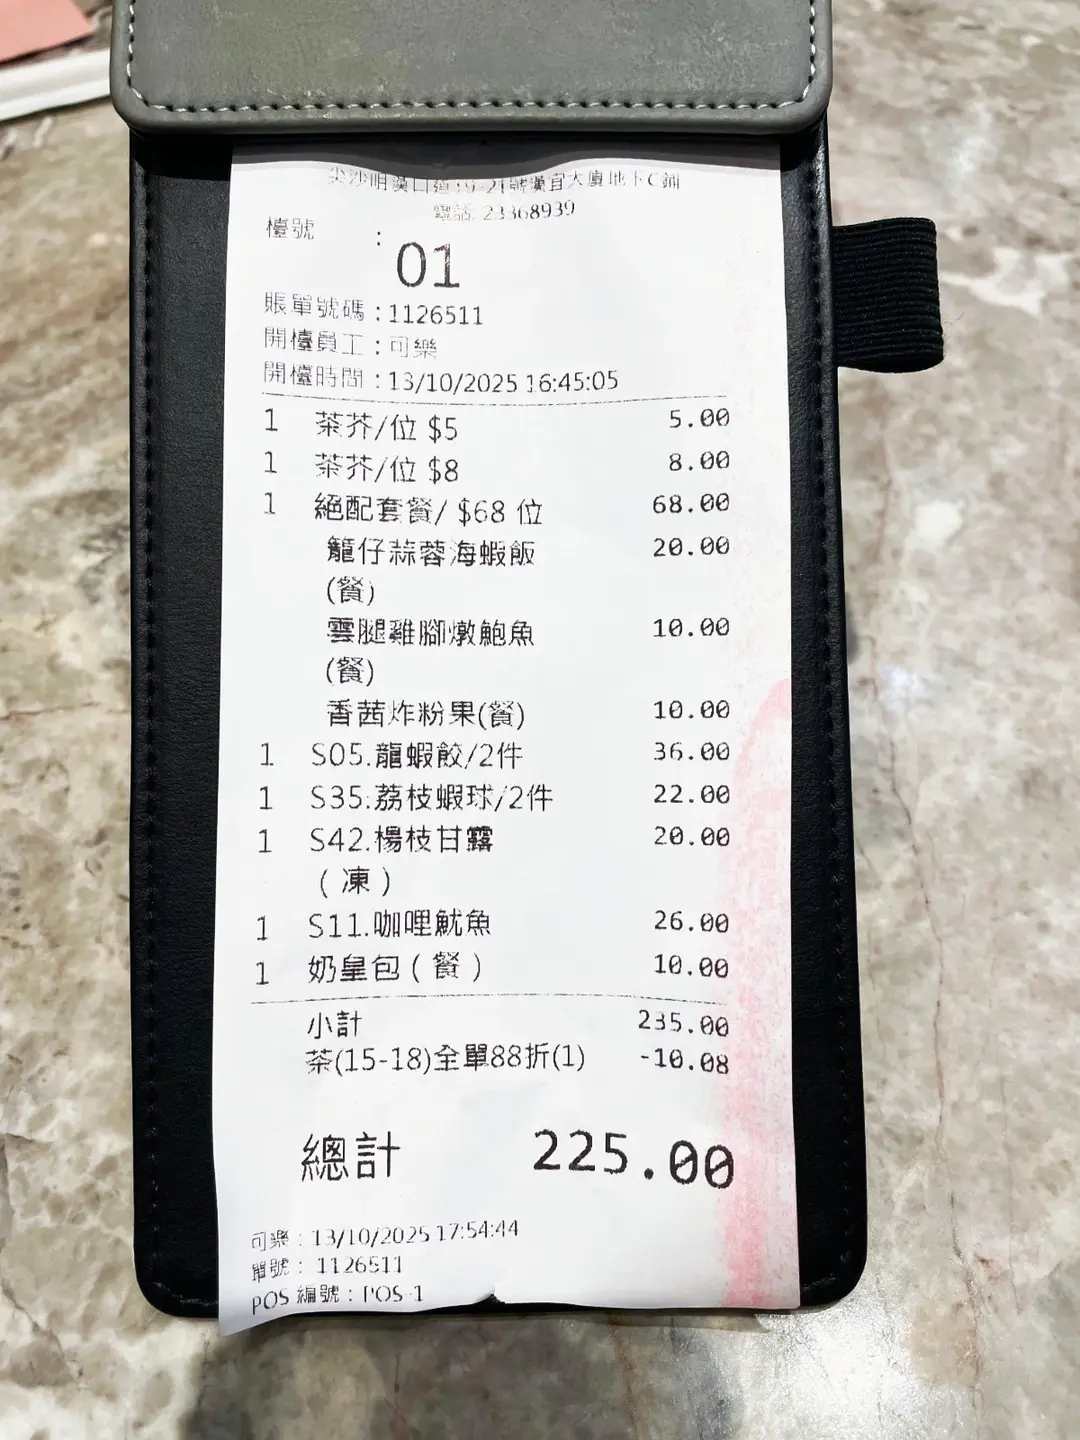 尖沙咀漢口道19-21號漢宜大廈地下C鋪
電話: 23368939
檯號 :
01
賬單號碼 : 1126511
開檯員工 : 可樂
開檯時間 : 13/10/2025 16:45:05
1 茶芥/位 $5 5.00
1 茶芥/位 $8 8.00
1 絕配套餐/ $68 位 68.00
籠仔蒜蓉海蝦飯 20.00
(餐)
雲腿雞腳燉鮑魚 10.00
(餐)
香茜炸粉果(餐) 10.00
1 S05.龍蝦餃/2件 36.00
1 S35.荔枝蝦球/2件 22.00
1 S42.楊枝甘露 20.00
(凍)
1 S11.咖哩魷魚 26.00
1 奶皇包(餐) 10.00
小計 235.00
茶(15-18)全單88折(1) -10.08
總計 225.00
可樂 : 13/10/2025 17:54:44
單號 : 1126511
POS 編號 : POS-1